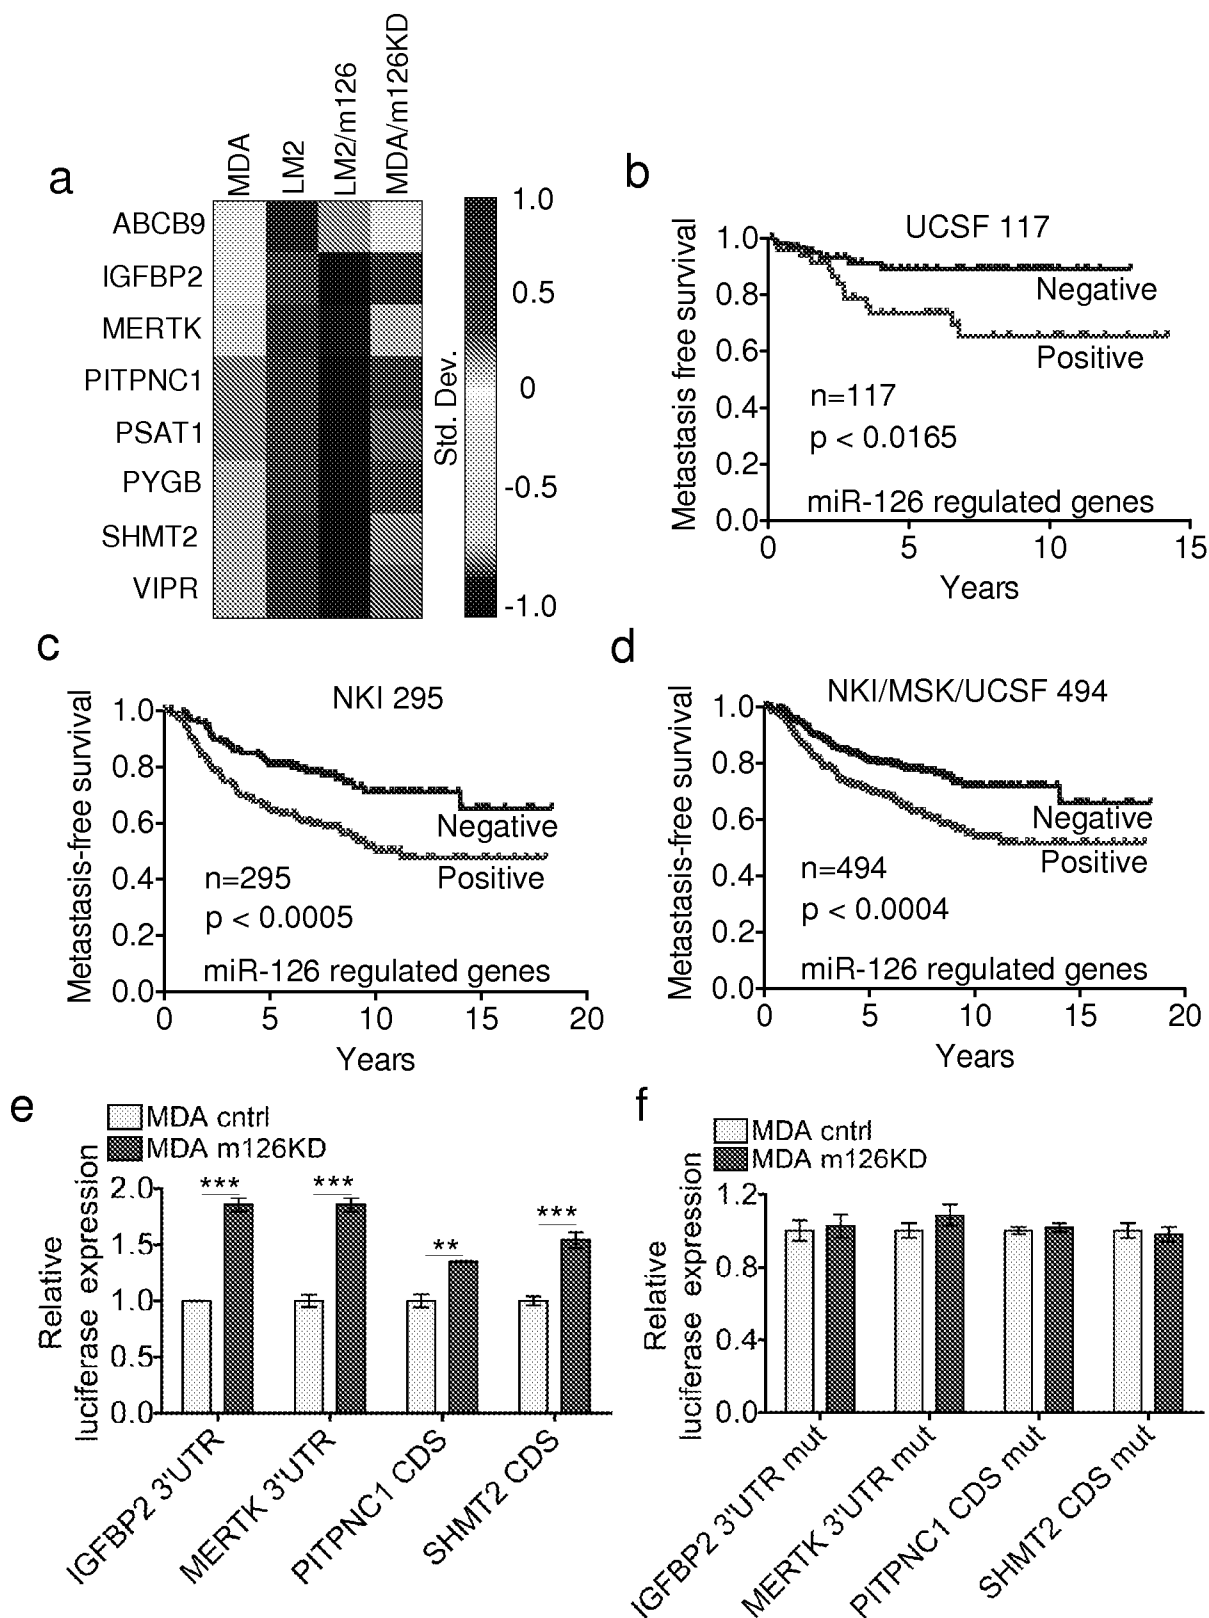 a
MDA
LM2
LM2/m126
MDA/m126KD
ABCB9
IGFBP2
MERTK
PITPNC1
PSAT1
PYGB
SHMT2
VIPR
Std. Dev.
1.0
0.5
0
-0.5
-1.0
b
UCSF 117
Metastasis free survival
1.0
0.8
0.6
0.4
0.2
0.0
Negative
Positive
n=117
p < 0.0165
miR-126 regulated genes
0 5 10 15
Years
c
NKI 295
Metastasis-free survival
1.0
0.8
0.6
0.4
0.2
0.0
Negative
Positive
n=295
p < 0.0005
miR-126 regulated genes
0 5 10 15 20
Years
d
NKI/MSK/UCSF 494
Metastasis-free survival
1.0
0.8
0.6
0.4
0.2
0.0
Negative
Positive
n=494
p < 0.0004
miR-126 regulated genes
0 5 10 15 20
Years
e
MDA cntrl
MDA m126KD
Relative
luciferase expression
2.0
1.5
1.0
0.5
0.0
*** *** ** ***
IGFBP2 3"UTR
MERTK 3"UTR
PITPNC1 CDS
SHMT2 CDS
f
MDA cntrl
MDA m126KD
Relative
luciferase expression
1.2
0.8
0.4
0.0
IGFBP2 3"UTR mut
MERTK 3"UTR mut
PITPNC1 CDS mut
SHMT2 CDS mut